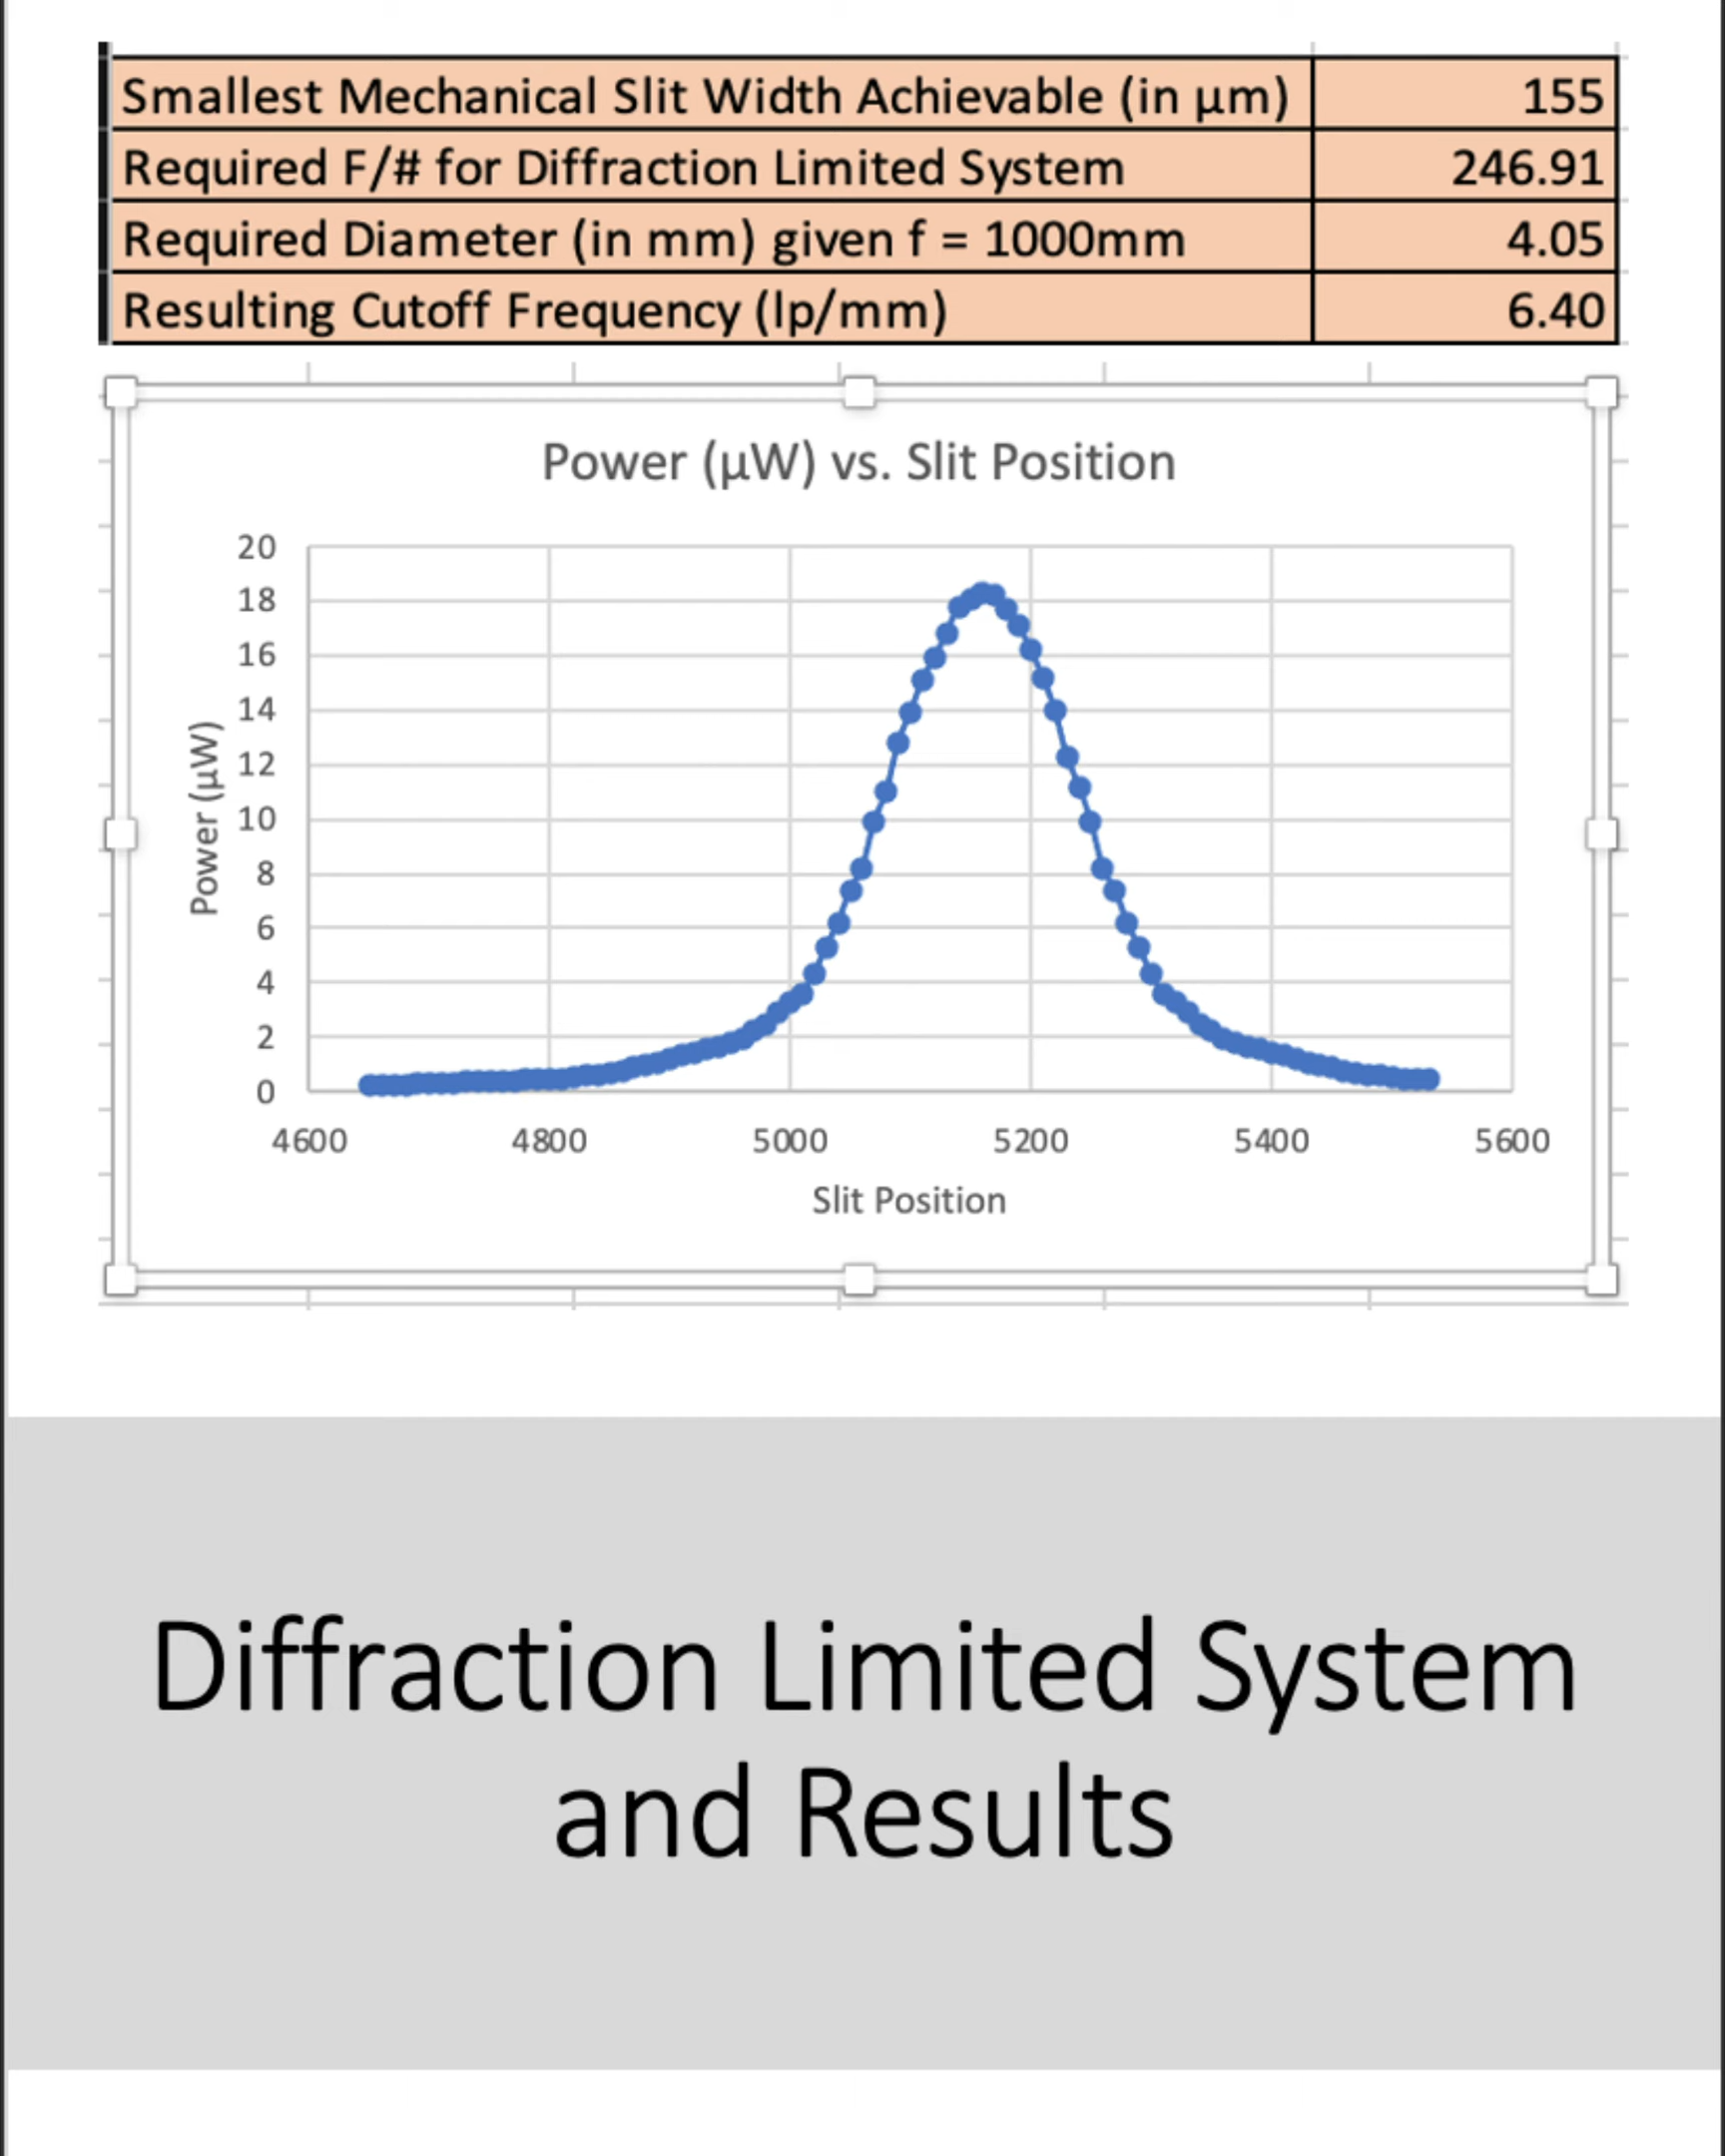 Smallest Mechanical Slit Width Achievable (in µm) 155
Required F/# for Diffraction Limited System 246.91
Required Diameter (in mm) given f = 1000mm 4.05
Resulting Cutoff Frequency (lp/mm) 6.40
Power (µW) vs. Slit Position
20
18
16
14
12
10
8
6
4
2
0
Power (µW)
4600 4800 5000 5200 5400 5600
Slit Position
Diffraction Limited System
and Results